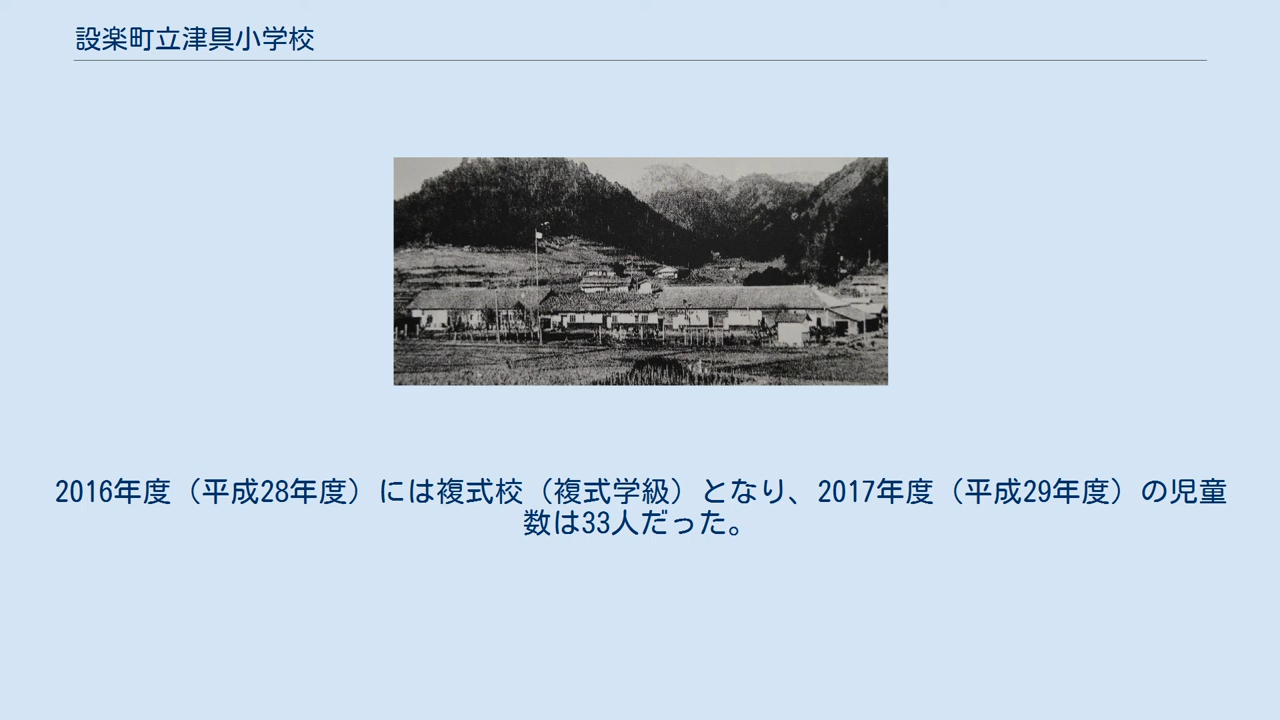 設楽町立津具小学校
2016年度（平成28年度）には複式校（複式学級）となり、2017年度（平成29年度）の児童
数は33人だった。